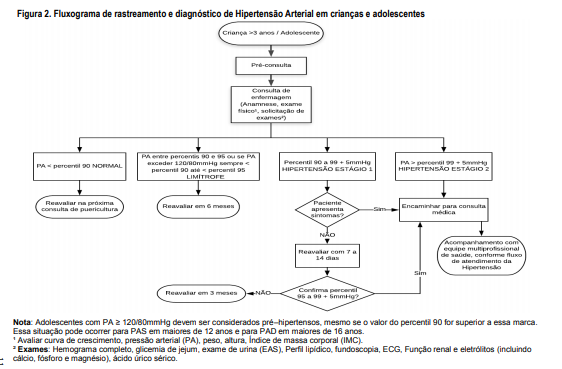 Figura 2. Fluxograma de rastreamento e diagnóstico de Hipertensão Arterial em crianças e adolescentes
Criança >3 anos / Adolescente
Pré-consulta
Consulta de
enfermagem
(Anamnese, exame
físico¹, solicitação de
exames²)
PA < percentil 90 NORMAL
PA entre percentis 90 e 95 ou se PA
exceder 120/80mmHg sempre <
percentil 90 até < percentil 95
LIMÍTROFE
Percentil 90 a 99 + 5mmHg
HIPERTENSÃO ESTÁGIO 1
PA > percentil 99 + 5mmHg
HIPERTENSÃO ESTÁGIO 2
Reavaliar na próxima
consulta de puericultura
Reavaliar em 6 meses
Paciente
apresenta
sintomas?
Sim
Encaminhar para consulta
médica
NÃO
Reavaliar com 7 a
14 dias
Acompanhamento com
equipe multiprofissional
de saúde, conforme fluxo
de atendimento da
Hipertensão
Sim
Confirma percentil
95 a 99 + 5mmHg?
NÃO
Reavaliar em 3 meses
Nota: Adolescentes com PA ≥ 120/80mmHg devem ser considerados pré–hipertensos, mesmo se o valor do percentil 90 for superior a essa marca.
Essa situação pode ocorrer para PAS em maiores de 12 anos e para PAD em maiores de 16 anos.
¹ Avaliar curva de crescimento, pressão arterial (PA), peso, altura, Índice de massa corporal (IMC).
² Exames: Hemograma completo, glicemia de jejum, exame de urina (EAS), Perfil lipídico, fundoscopia, ECG, Função renal e eletrólitos (incluindo
cálcio, fósforo e magnésio), ácido úrico sérico.